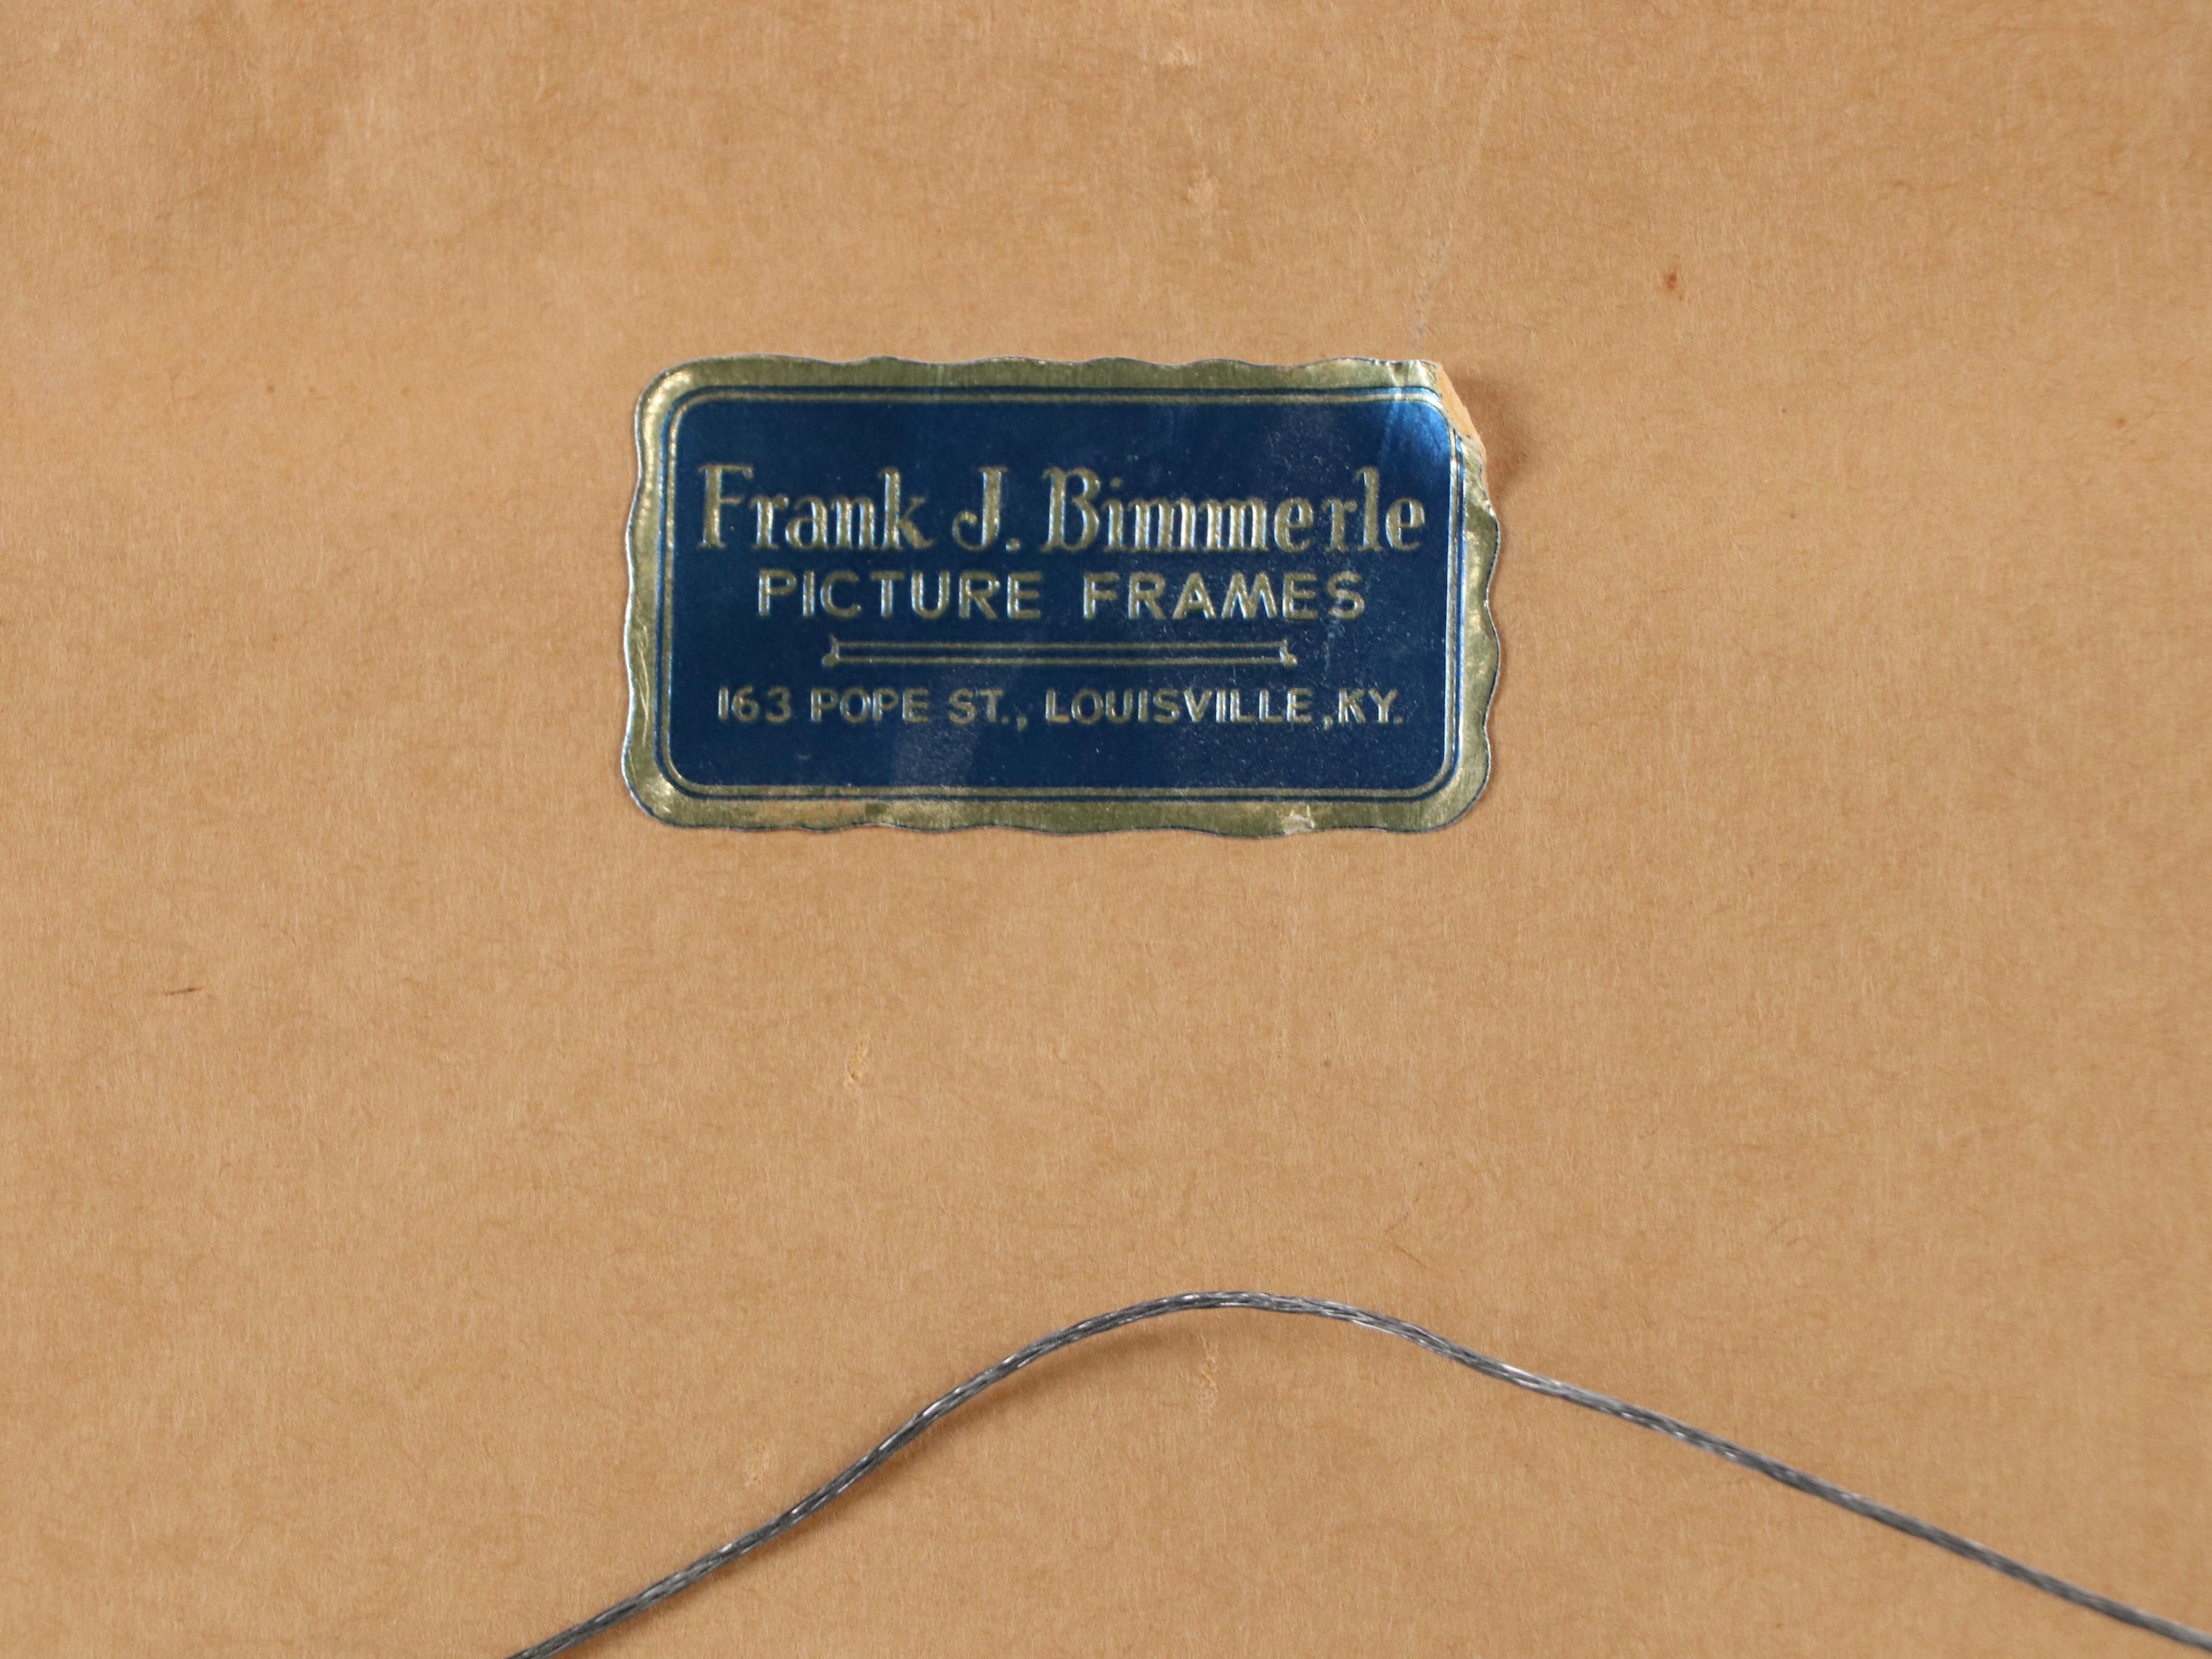 Frank J. Bimmerle
PICTURE FRAMES
163 POPE ST., LOUISVILLE, KY.